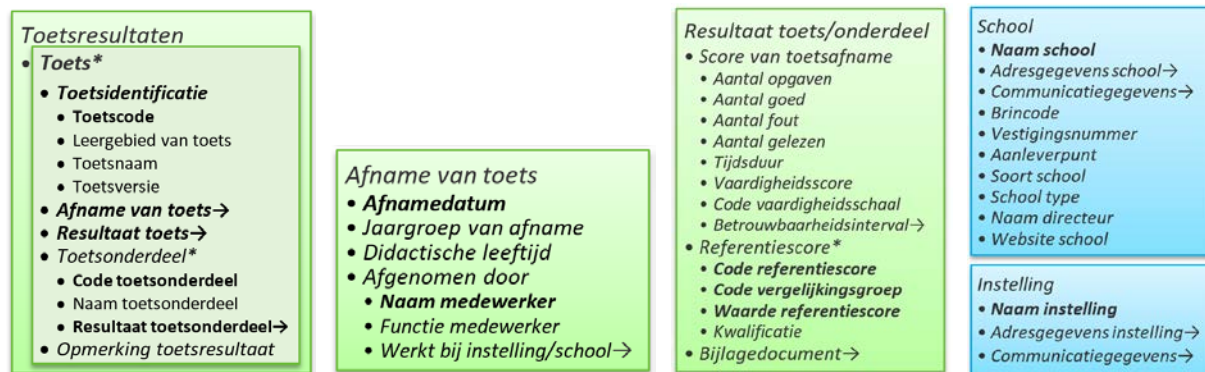 Toetsresultaten
• Toets*
• Toetsidentificatie
• Toetscode
• Leergebied van toets
• Toetsnaam
• Toetsversie
• Afname van toets→
• Resultaat toets→
• Toetsonderdeel*
• Code toetsonderdeel
• Naam toetsonderdeel
• Resultaat toetsonderdeel→
• Opmerking toetsresultaat
Afname van toets
• Afnamedatum
• Jaargroep van afname
• Didactische leeftijd
• Afgenomen door
• Naam medewerker
• Functie medewerker
• Werkt bij instelling/school→
Resultaat toets/onderdeel
• Score van toetsafname
• Aantal opgaven
• Aantal goed
• Aantal fout
• Aantal gelezen
• Tijdsduur
• Vaardigheidsscore
• Code vaardigheidsschaal
• Betrouwbaarheidsinterval→
• Referentiescore*
• Code referentiescore
• Code vergelijkingsgroep
• Waarde referentiescore
• Kwalificatie
• Bijlagedocument→
School
• Naam school
• Adresgegevens school→
• Communicatiegegevens→
• Brincode
• Vestigingsnummer
• Aanleverpunt
• Soort school
• School type
• Naam directeur
• Website school
Instelling
• Naam instelling
• Adresgegevens instelling→
• Communicatiegegevens→